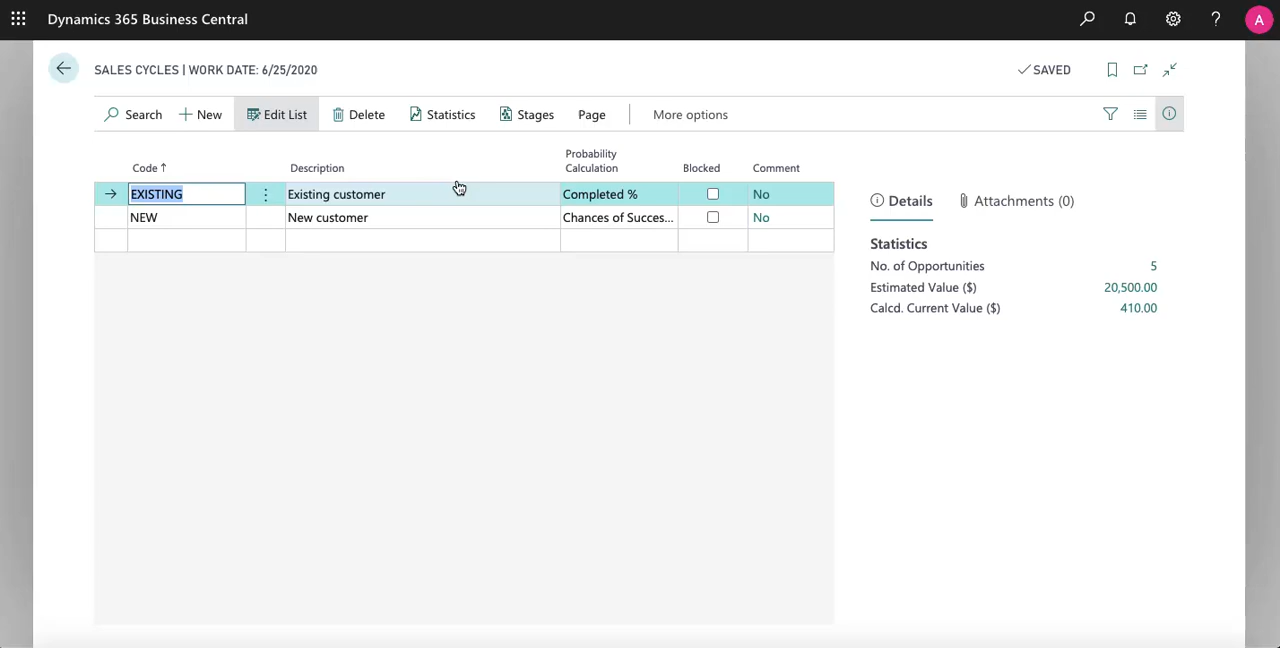 Dynamics 365 Business Central
A
SALES CYCLES | WORK DATE: 6/25/2020
SAVED
Search New Edit List Delete Statistics Stages Page More options
Code ↑ Description Probability Calculation Blocked Comment
EXISTING Existing customer Completed % No
NEW New customer Chances of Succes... No
Details Attachments (0)
Statistics
No. of Opportunities 5
Estimated Value ($) 20,500.00
Calcd. Current Value ($) 410.00